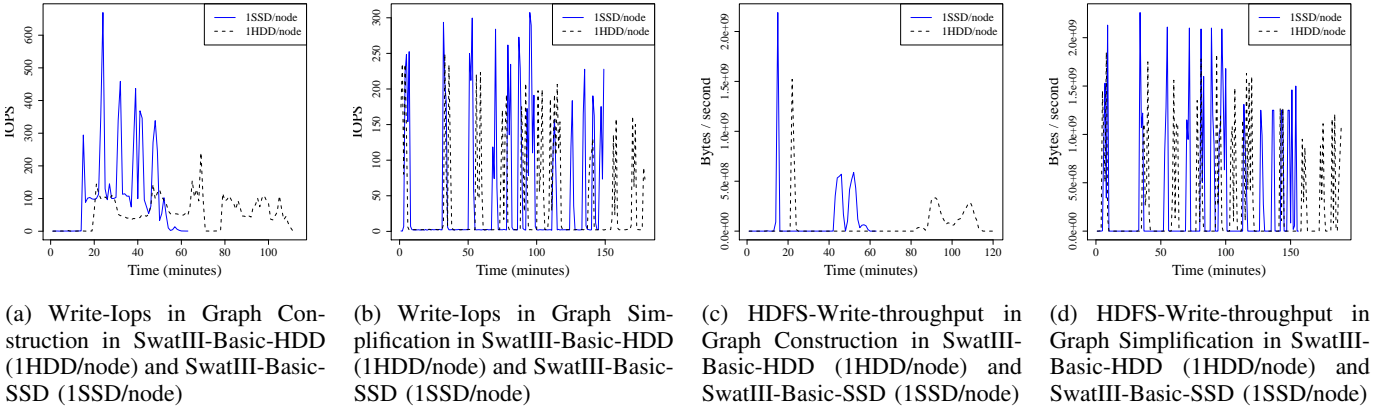 1SSD/node
1HDD/node
600
500
400
300
200
100
0
IOPS
0 20 40 60 80 100
Time (minutes)
1SSD/node
1HDD/node
300
250
200
150
100
50
0
IOPS
0 50 100 150
Time (minutes)
1SSD/node
1HDD/node
2.0e+09
1.5e+09
1.0e+09
5.0e+08
0.0e+00
Bytes / second
0 20 40 60 80 100 120
Time (minutes)
1SSD/node
1HDD/node
2.0e+09
1.5e+09
1.0e+09
5.0e+08
0.0e+00
Bytes / second
0 50 100 150
Time (minutes)
(a) Write-Iops in Graph Con-
struction in SwatIII-Basic-HDD
(1HDD/node) and SwatIII-Basic-
SSD (1SSD/node)
(b) Write-Iops in Graph Sim-
plification in SwatIII-Basic-HDD
(1HDD/node) and SwatIII-Basic-
SSD (1SSD/node)
(c) HDFS-Write-throughput in
Graph Construction in SwatIII-
Basic-HDD (1HDD/node) and
SwatIII-Basic-SSD (1SSD/node)
(d) HDFS-Write-throughput in
Graph Simplification in SwatIII-
Basic-HDD (1HDD/node) and
SwatIII-Basic-SSD (1SSD/node)